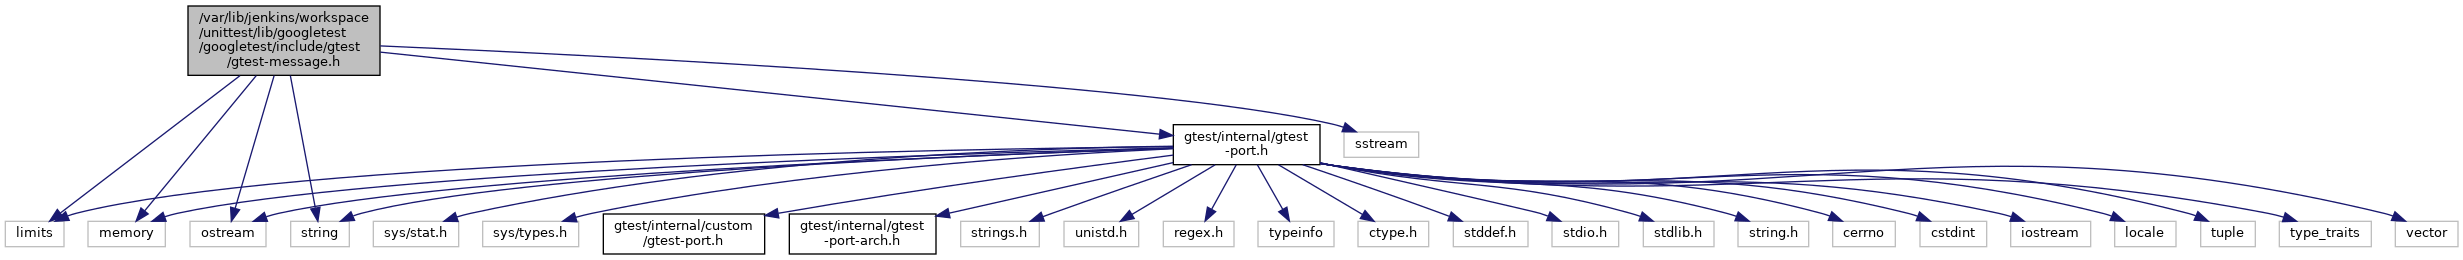 /var/lib/jenkins/workspace
/unittest/lib/googletest
/googletest/include/gtest
/gtest-message.h
gtest/internal/gtest
-port.h
sstream
limits
memory
ostream
string
sys/stat.h
sys/types.h
gtest/internal/custom
/gtest-port.h
gtest/internal/gtest
-port-arch.h
strings.h
unistd.h
regex.h
typeinfo
ctype.h
stddef.h
stdio.h
stdlib.h
string.h
cerrno
cstdint
iostream
locale
tuple
type_traits
vector